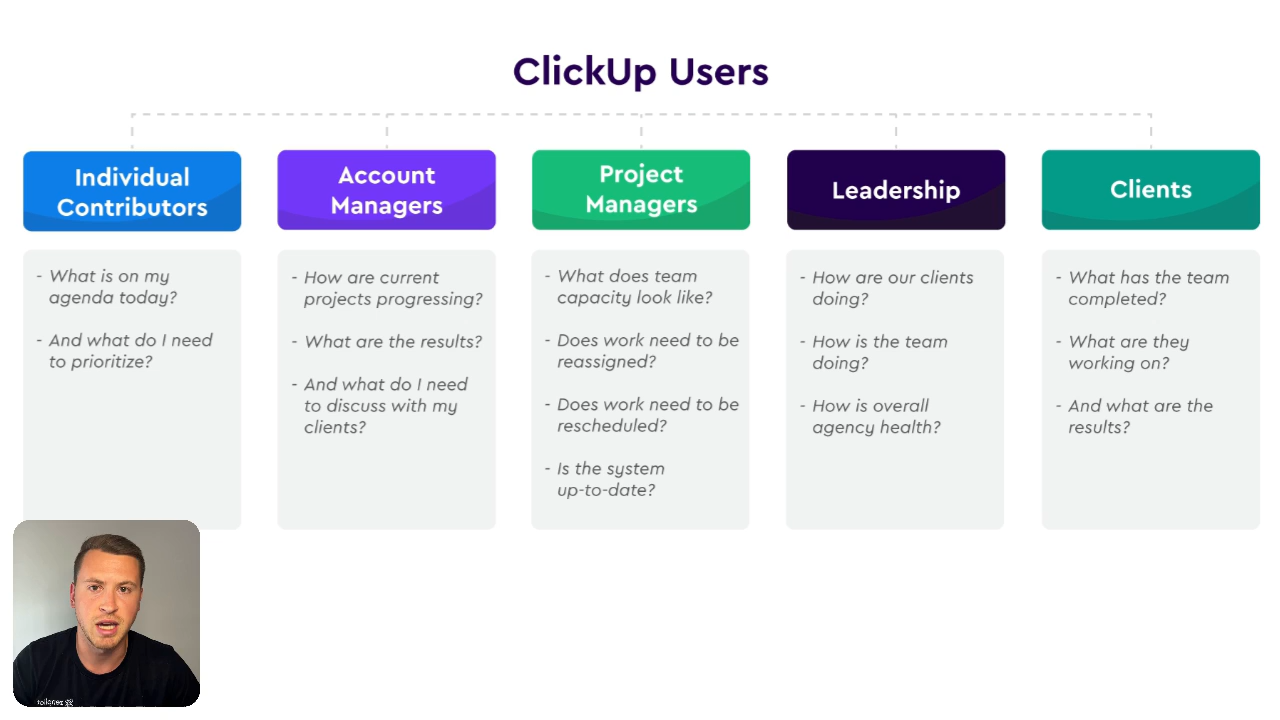 ClickUp Users
Individual
Contributors
- What is on my
agenda today?
- And what do I need
to prioritize?
Account
Managers
- How are current
projects progressing?
- What are the results?
- And what do I need
to discuss with my
clients?
Project
Managers
- What does team
capacity look like?
- Does work need to be
reassigned?
- Does work need to be
rescheduled?
- Is the system
up-to-date?
Leadership
- How are our clients
doing?
- How is the team
doing?
- How is overall
agency health?
Clients
- What has the team
completed?
- What are they
working on?
- And what are the
results?